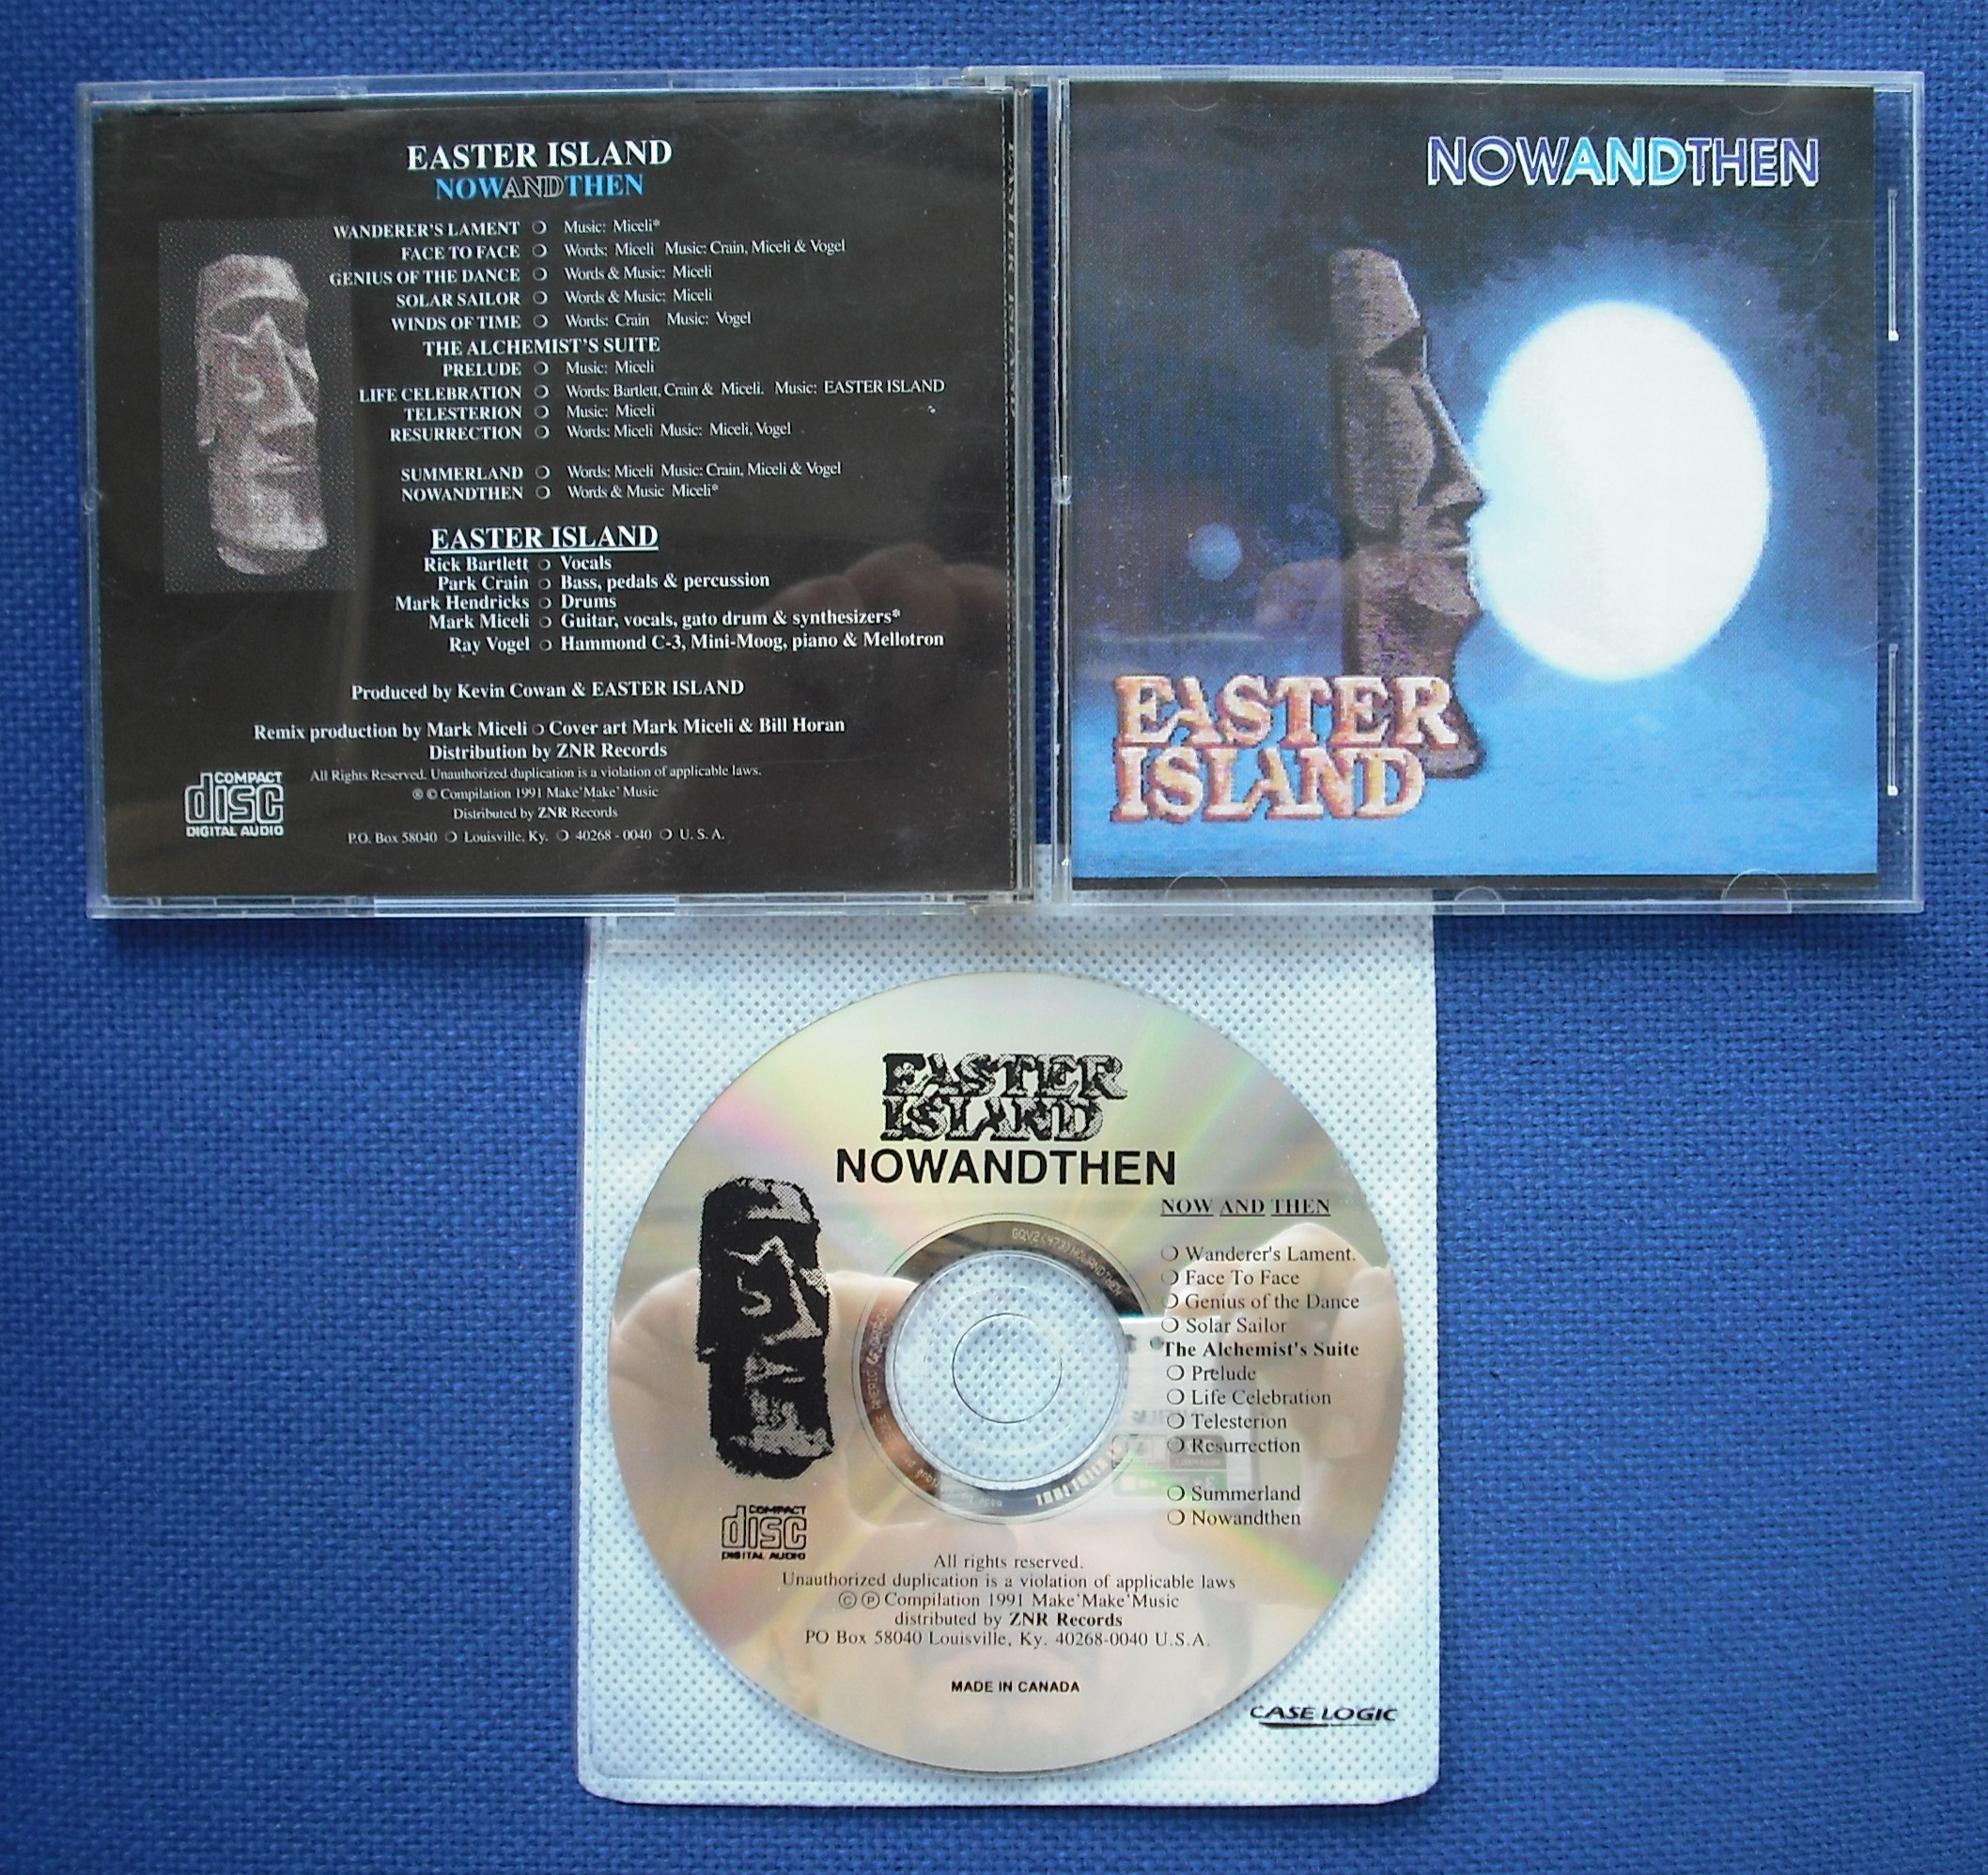 EASTER ISLAND
NOWANDTHEN
WANDERER'S LAMENT ❍ Music: Miceli*
FACE TO FACE ❍ Words: Miceli Music: Crain, Miceli & Vogel
GENIUS OF THE DANCE ❍ Words & Music: Miceli
SOLAR SAILOR ❍ Words & Music: Miceli
WINDS OF TIME ❍ Words: Crain Music: Vogel
THE ALCHEMIST'S SUITE
PRELUDE ❍ Music: Miceli
LIFE CELEBRATION ❍ Words: Bartlett, Crain & Miceli. Music: EASTER ISLAND
TELESTERION ❍ Music: Miceli
RESURRECTION ❍ Words: Miceli Music: Miceli, Vogel
SUMMERLAND ❍ Words: Miceli Music: Crain, Miceli & Vogel
NOWANDTHEN ❍ Words & Music Miceli*
EASTER ISLAND
Rick Bartlett ❍ Vocals
Park Crain ❍ Bass, pedals & percussion
Mark Hendricks ❍ Drums
Mark Miceli ❍ Guitar, vocals, gato drum & synthesizers*
Ray Vogel ❍ Hammond C-3, Mini-Moog, piano & Mellotron
Produced by Kevin Cowan & EASTER ISLAND
Remix production by Mark Miceli ❍ Cover art Mark Miceli & Bill Horan
Distribution by ZNR Records
All Rights Reserved. Unauthorized duplication is a violation of applicable laws.
® © Compilation 1991 Make'Make' Music
Distributed by ZNR Records
P.O. Box 58040 ❍ Louisville, Ky. ❍ 40268 - 0040 ❍ U. S. A.
COMPACT
disc
DIGITAL AUDIO
EASTER ISLAND
NOWANDTHEN
EASTER
ISLAND
EASTER
ISLAND
NOWANDTHEN
NOW AND THEN
❍ Wanderer's Lament.
❍ Face To Face
❍ Genius of the Dance
❍ Solar Sailor
The Alchemist's Suite
❍ Prelude
❍ Life Celebration
❍ Telesterion
❍ Resurrection
❍ Summerland
❍ Nowandthen
COMPACT
disc
DIGITAL AUDIO
All rights reserved.
Unauthorized duplication is a violation of applicable laws
© ℗ Compilation 1991 Make'Make'Music
distributed by ZNR Records
PO Box 58040 Louisville, Ky. 40268-0040 U.S.A.
MADE IN CANADA
CASE LOGIC